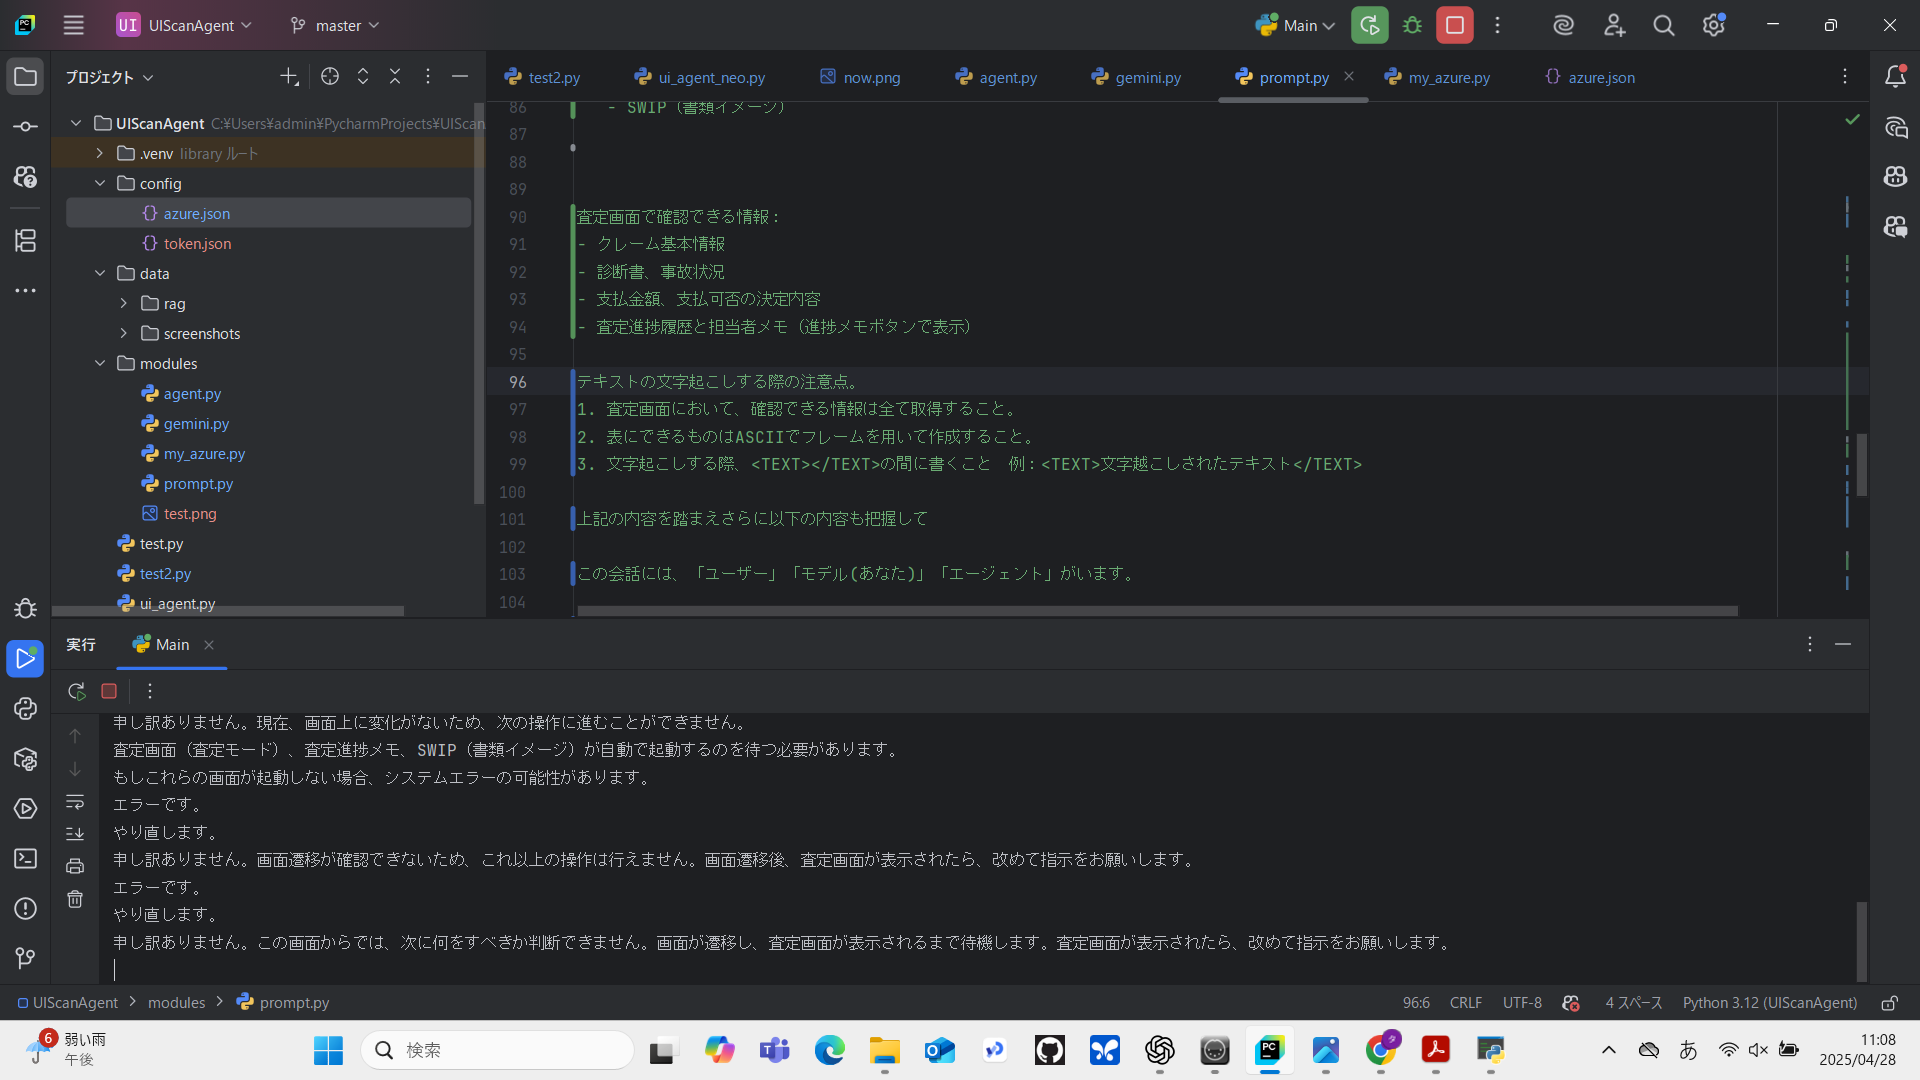 UI UIScanAgent master Main
プロジェクト
test2.py ui_agent_neo.py now.png agent.py gemini.py prompt.py my_azure.py azure.json
UIScanAgent C:¥Users¥admin¥PycharmProjects¥UIScan
.venv library ルート
config
azure.json
token.json
data
rag
screenshots
modules
agent.py
gemini.py
my_azure.py
prompt.py
test.png
test.py
test2.py
ui_agent.py
86 - SWIP（書類イメージ）
87
88
89
90 査定画面で確認できる情報：
91 - クレーム基本情報
92 - 診断書、事故状況
93 - 支払金額、支払可否の決定内容
94 - 査定進捗履歴と担当者メモ（進捗メモボタンで表示）
95
96 テキストの文字起こしする際の注意点。
97 1. 査定画面において、確認できる情報は全て取得すること。
98 2. 表にできるものはASCIIでフレームを用いて作成すること。
99 3. 文字起こしする際、<TEXT></TEXT>の間に書くこと　例：<TEXT>文字越こしされたテキスト</TEXT>
100
101 上記の内容を踏まえさらに以下の内容も把握して
102
103 この会話には、「ユーザー」「モデル(あなた)」「エージェント」がいます。
104
実行 Main
申し訳ありません。現在、画面上に変化がないため、次の操作に進むことができません。
査定画面（査定モード）、査定進捗メモ、SWIP（書類イメージ）が自動で起動するのを待つ必要があります。
もしこれらの画面が起動しない場合、システムエラーの可能性があります。
エラーです。
やり直します。
申し訳ありません。画面遷移が確認できないため、これ以上の操作は行えません。画面遷移後、査定画面が表示されたら、改めて指示をお願いします。
エラーです。
やり直します。
申し訳ありません。この画面からでは、次に何をすべきか判断できません。画面が遷移し、査定画面が表示されるまで待機します。査定画面が表示されたら、改めて指示をお願いします。
UIScanAgent modules prompt.py 96:6 CRLF UTF-8 4 スペース Python 3.12 (UIScanAgent)
6 弱い雨
午後
検索
あ
11:08
2025/04/28